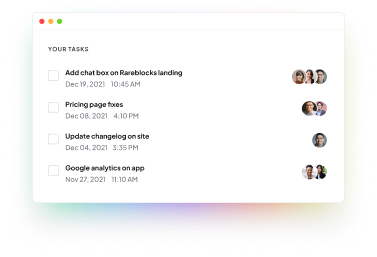 YOUR TASKS
Add chat box on Rareblocks landing
Dec 19, 2021 10:45 AM
Pricing page fixes
Dec 08, 2021 4:10 PM
Update changelog on site
Dec 04, 2021 3:35 PM
Google analytics on app
Nov 27, 2021 11:10 AM